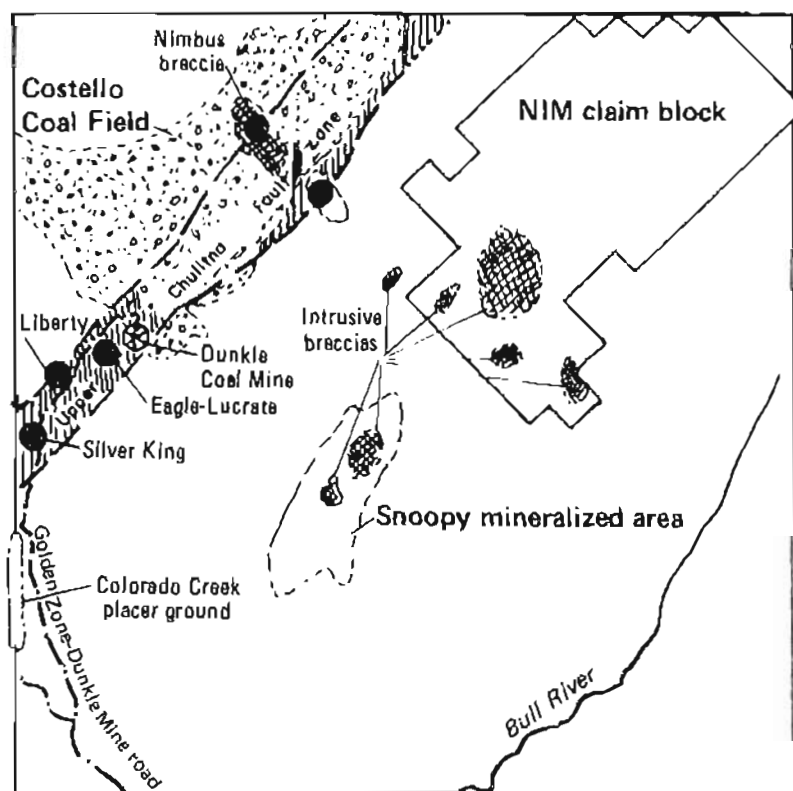 Nimbus
breccia
Costello
Coal Field
NIM claim block
Upper Chulitna fault zone
Intrusive
breccias
Liberty
Dunkle
Coal Mine
Eagle-Lucrate
Silver King
Snoopy mineralized area
Colorado Creek
placer ground
Golden Zone-Dunkle Mine road
Bull River